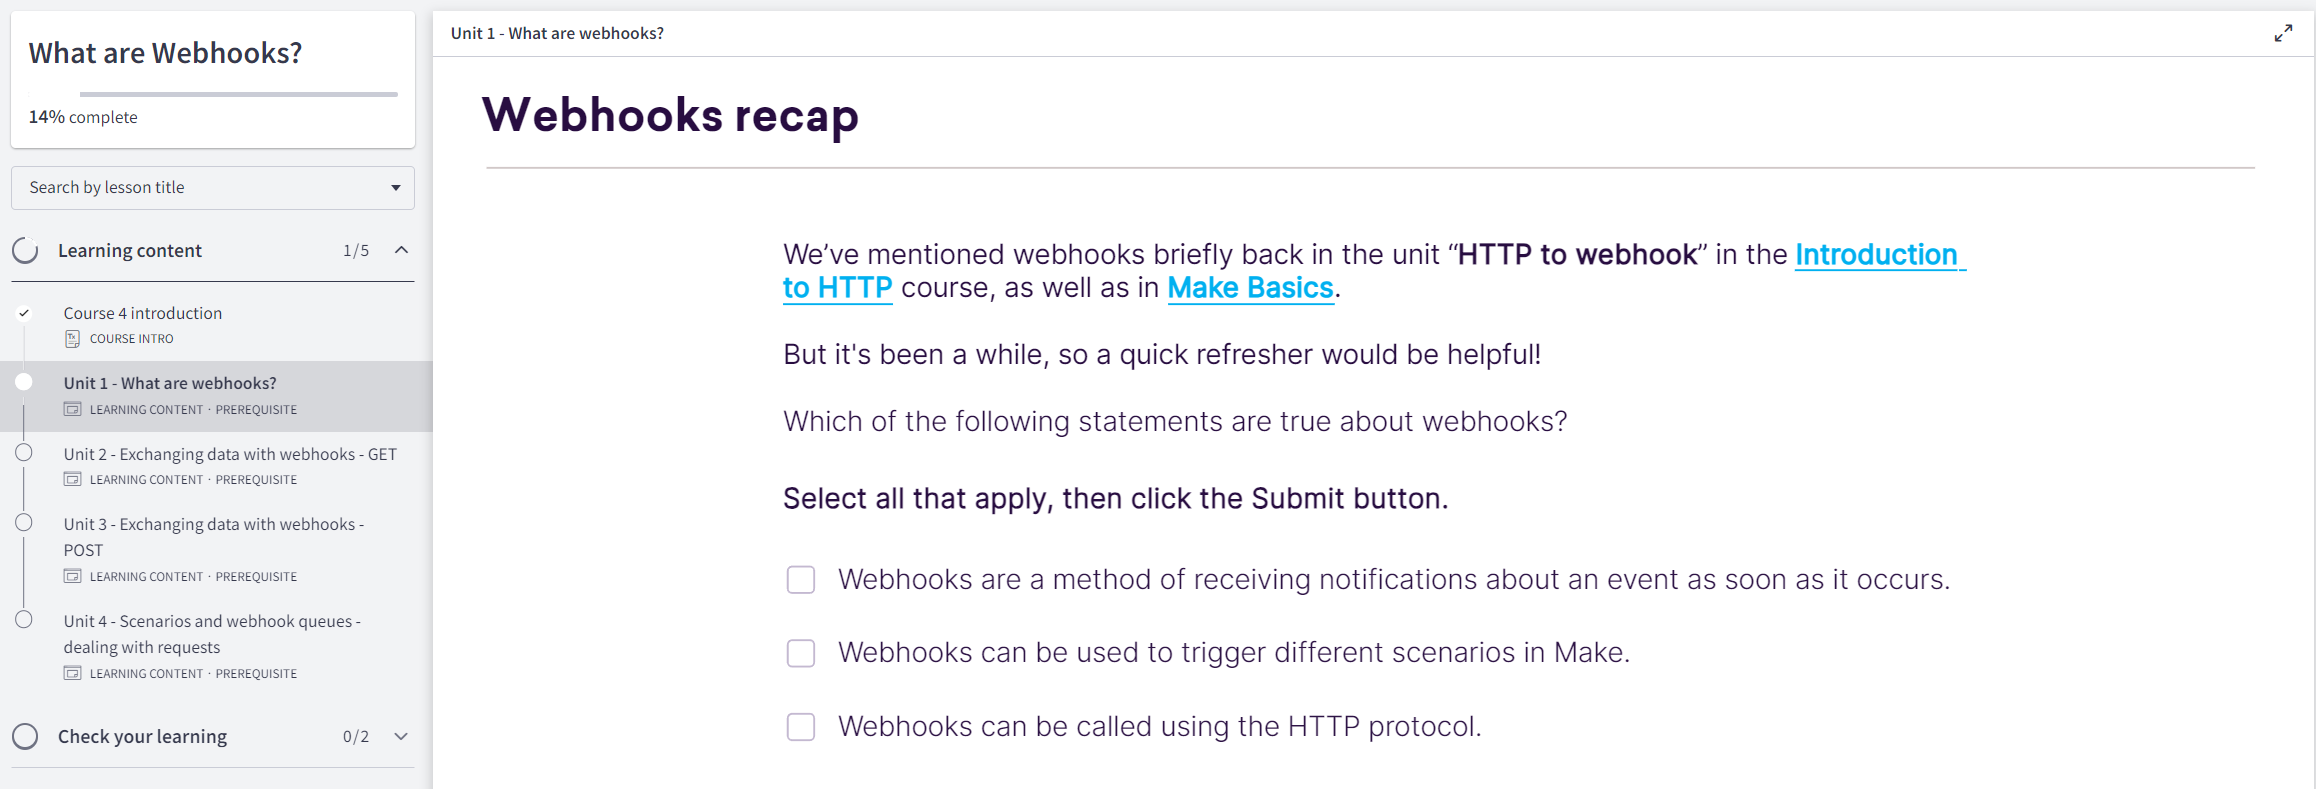 What are Webhooks?
14% complete
Search by lesson title
Learning content 1/5
Course 4 introduction
COURSE INTRO
Unit 1 - What are webhooks?
LEARNING CONTENT · PREREQUISITE
Unit 2 - Exchanging data with webhooks - GET
LEARNING CONTENT · PREREQUISITE
Unit 3 - Exchanging data with webhooks -
POST
LEARNING CONTENT · PREREQUISITE
Unit 4 - Scenarios and webhook queues -
dealing with requests
LEARNING CONTENT · PREREQUISITE
Check your learning 0/2
Unit 1 - What are webhooks?
Webhooks recap
We’ve mentioned webhooks briefly back in the unit “HTTP to webhook” in the Introduction
to HTTP course, as well as in Make Basics.
But it's been a while, so a quick refresher would be helpful!
Which of the following statements are true about webhooks?
Select all that apply, then click the Submit button.
Webhooks are a method of receiving notifications about an event as soon as it occurs.
Webhooks can be used to trigger different scenarios in Make.
Webhooks can be called using the HTTP protocol.